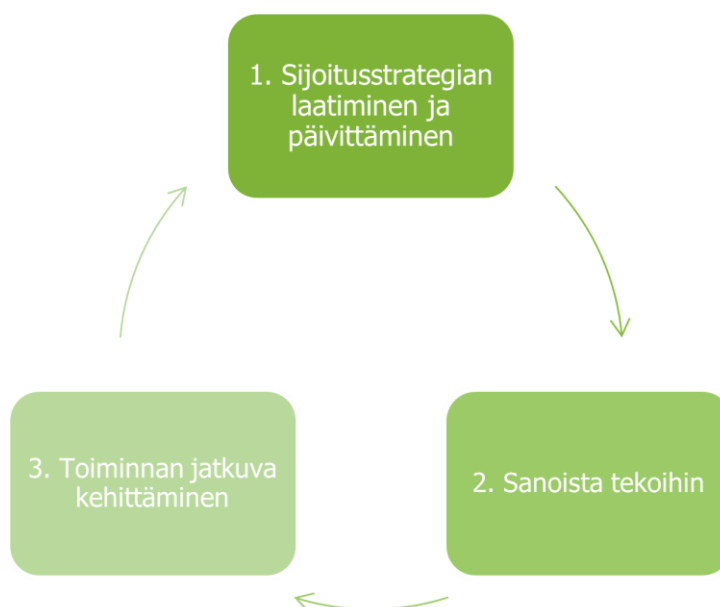 1. Sijoitusstrategian
laatiminen ja
päivittäminen
2. Sanoista tekoihin
3. Toiminnan jatkuva
kehittäminen